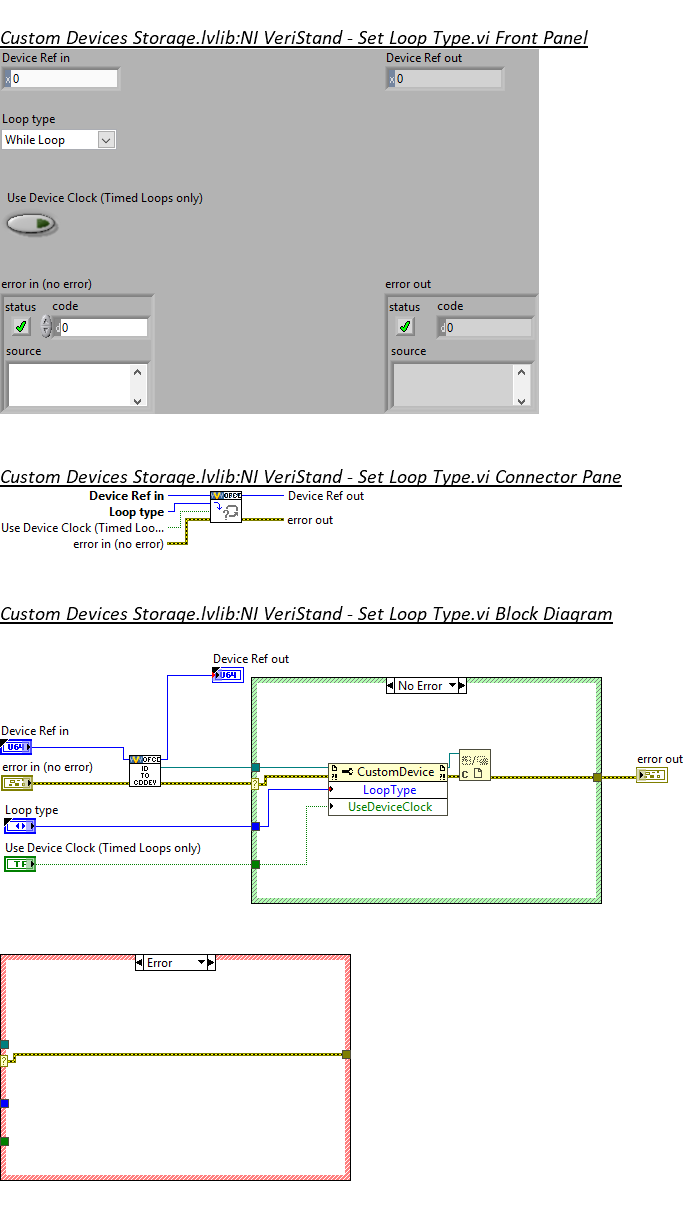 Custom Devices Storage.lvlib:NI VeriStand - Set Loop Type.vi Front Panel
Device Ref in
Device Ref out
x 0
x 0
Loop type
While Loop
Use Device Clock (Timed Loops only)
error in (no error)
error out
status code
status code
d 0
d 0
source
source
Custom Devices Storage.lvlib:NI VeriStand - Set Loop Type.vi Connector Pane
Device Ref in
OFCE
Device Ref out
Loop type
?
Use Device Clock (Timed Loo...
error out
error in (no error)
Custom Devices Storage.lvlib:NI VeriStand - Set Loop Type.vi Block Diagram
Device Ref out
U64
No Error
Device Ref in
U64
error in (no error)
OFCE
ID
TO
CDDEV
?
?!
CustomDevice
?!
C
error out
LoopType
Loop type
UseDeviceClock
Use Device Clock (Timed Loops only)
TF
Error
?